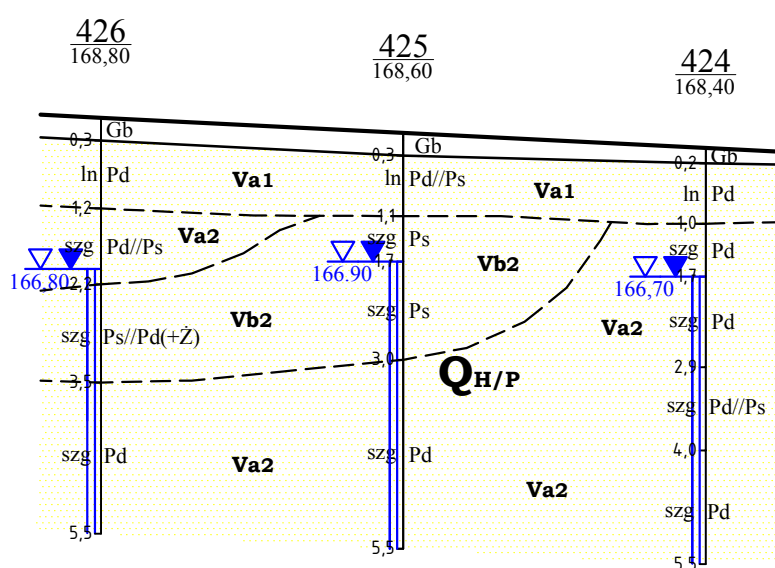 426
168,80
425
168,60
424
168,40
Gb
0,3
ln Pd
1,2
szg Pd//Ps
166,80
2,2
szg Ps//Pd(+Ż)
3,5
szg Pd
5,5
Va1
Va2
Vb2
Va2
Gb
0,3
ln Pd//Ps
1,1
szg Ps
166.90
1,7
szg Ps
3,0
szg Pd
5,5
Va1
Vb2
Va2
QH/P
Va2
Gb
0,2
ln Pd
1,0
szg Pd
166,70
1,7
szg Pd
2,9
szg Pd//Ps
4,0
szg Pd
5,5